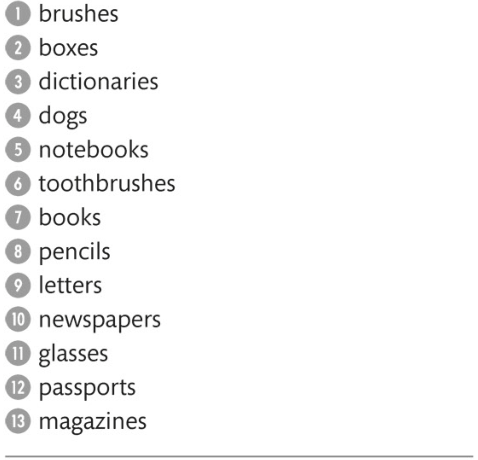 1 brushes
2 boxes
3 dictionaries
4 dogs
5 notebooks
6 toothbrushes
7 books
8 pencils
9 letters
10 newspapers
11 glasses
12 passports
13 magazines